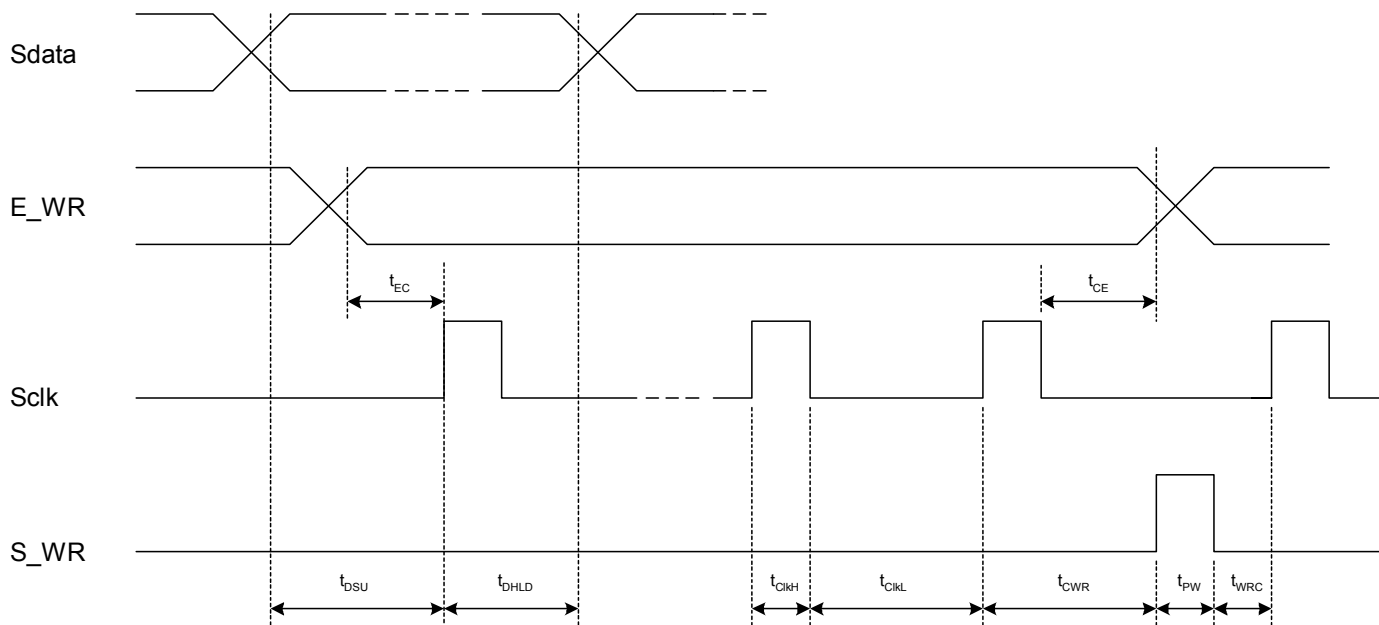 Sdata
E_WR
tEC
tCE
Sclk
S_WR
tDSU
tDHLD
tClkH
tClkL
tCWR
tPW
tWRC